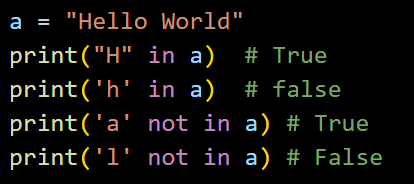 a = "Hello World"
print("H" in a)  # True
print('h' in a)  # false
print('a' not in a) # True
print('l' not in a) # False